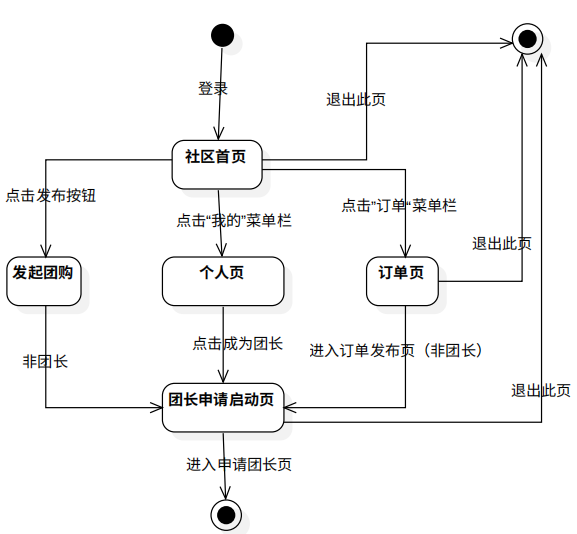 登录
退出此页
社区首页
点击发布按钮
点击“我的”菜单栏
点击”订单“菜单栏
退出此页
发起团购
个人页
订单页
非团长
点击成为团长
进入订单发布页（非团长）
退出此页
团长申请启动页
进入申请团长页